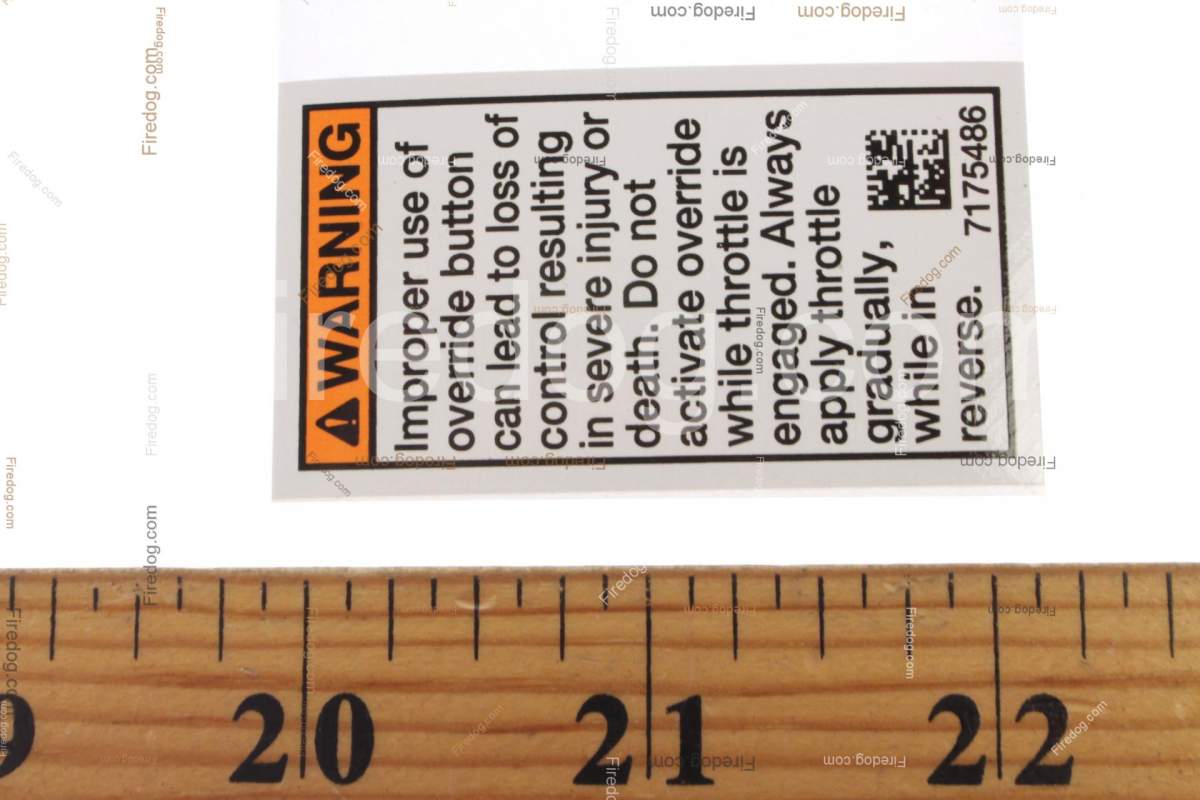 WARNING
Improper use of
override button
can lead to loss of
control resulting
in severe injury or
death. Do not
activate override
while throttle is
engaged. Always
apply throttle
gradually,
while in
reverse.
7175486
firedog.com
20
21
22
Firedog.com